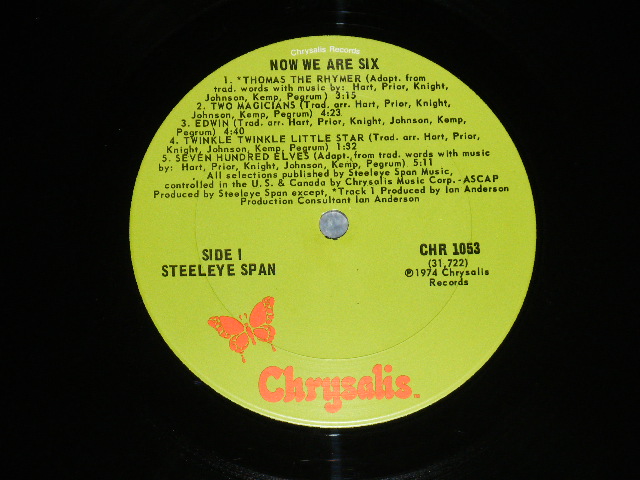 Chrysalis Records
NOW WE ARE SIX
1. *THOMAS THE RHYMER (Adapt. from
trad. words with music by: Hart, Prior, Knight,
Johnson, Kemp, Pegrum) 3:15
2. TWO MAGICIANS (Trad. arr. Hart, Prior, Knight,
Johnson, Kemp, Pegrum) 4:23
3. EDWIN (Trad. arr. Hart, Prior, Knight, Johnson, Kemp,
Pegrum) 4:40
4. TWINKLE TWINKLE LITTLE STAR (Trad. arr. Hart, Prior,
Knight, Johnson, Kemp, Pegrum) 1:32
5. SEVEN HUNDRED ELVES (Adapt. from trad. words with music
by: Hart, Prior, Knight, Johnson, Kemp, Pegrum) 5:11
All selections published by Steeleye Span Music,
controlled in the U.S. & Canada by Chrysalis Music Corp. -ASCAP
Produced by Steeleye Span except, *Track 1 Produced by Ian Anderson
Production Consultant Ian Anderson
SIDE 1
STEELEYE SPAN
CHR 1053
(31,722)
℗1974 Chrysalis
Records
Chrysalis TM